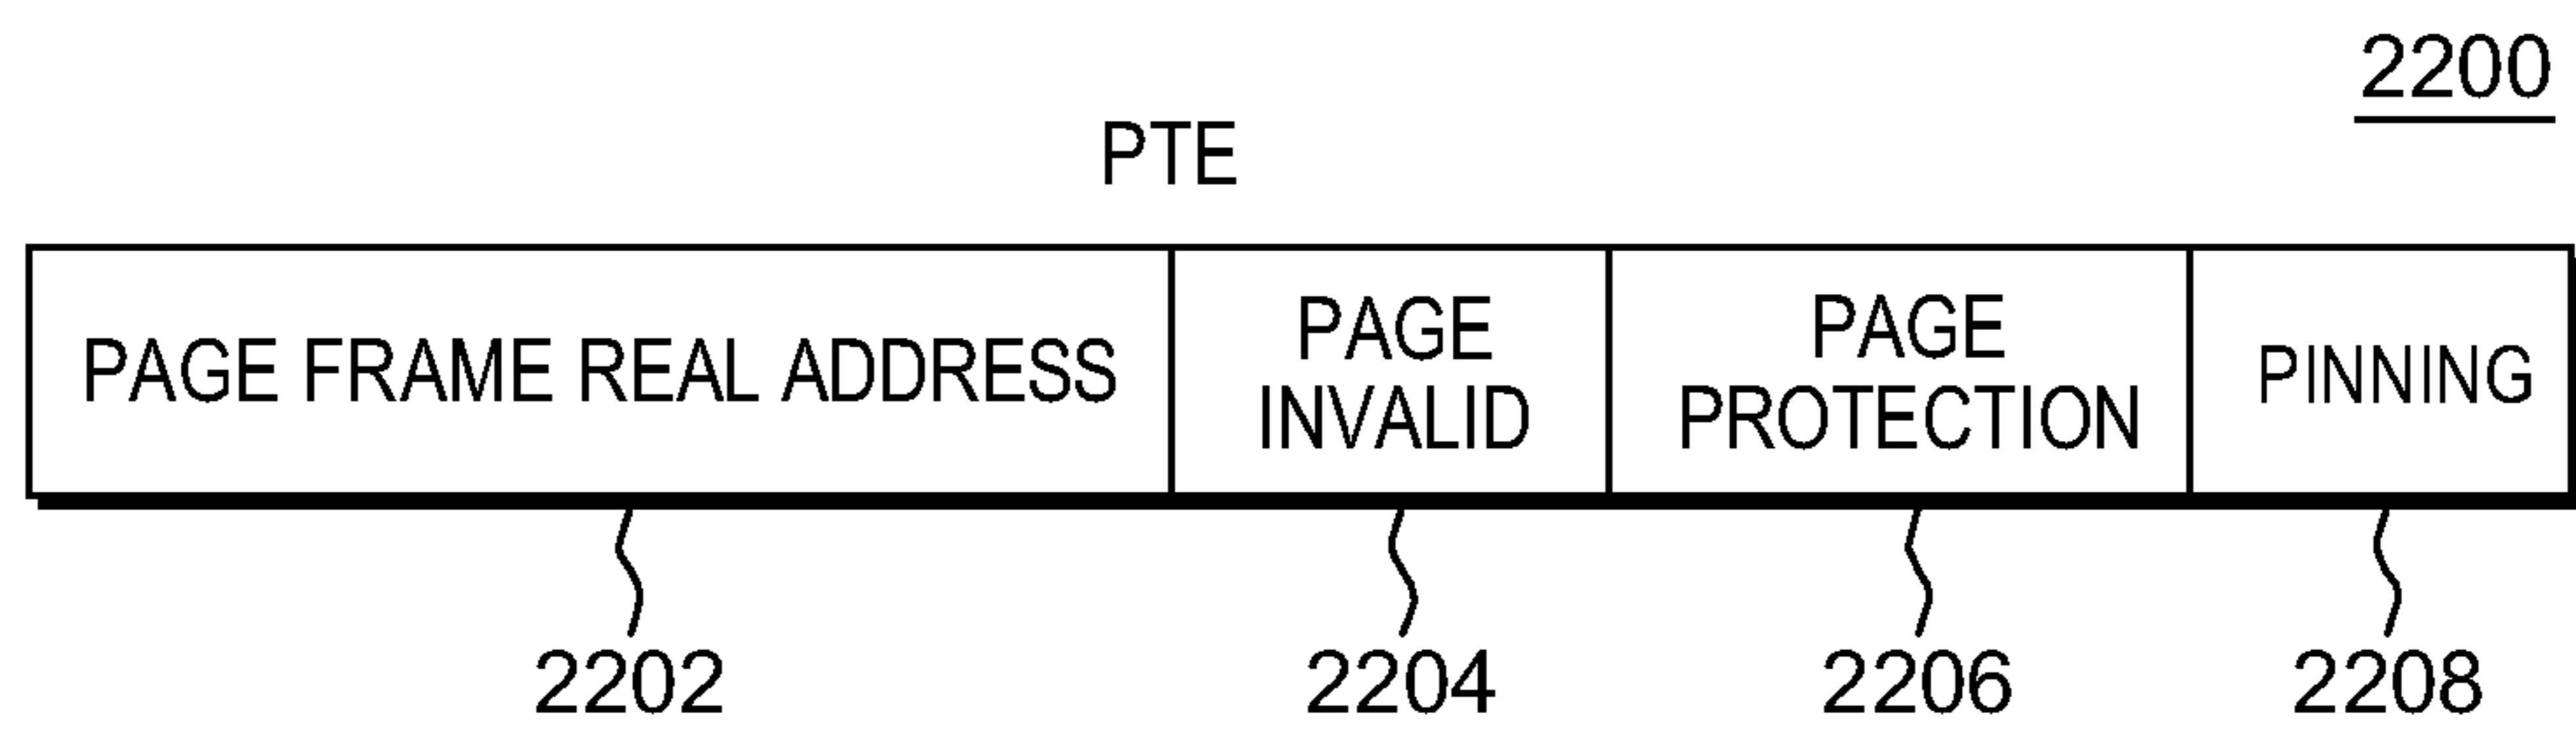 2200
PTE
PAGE FRAME REAL ADDRESS
PAGE
INVALID
PAGE
PROTECTION
PINNING
2202
2204
2206
2208